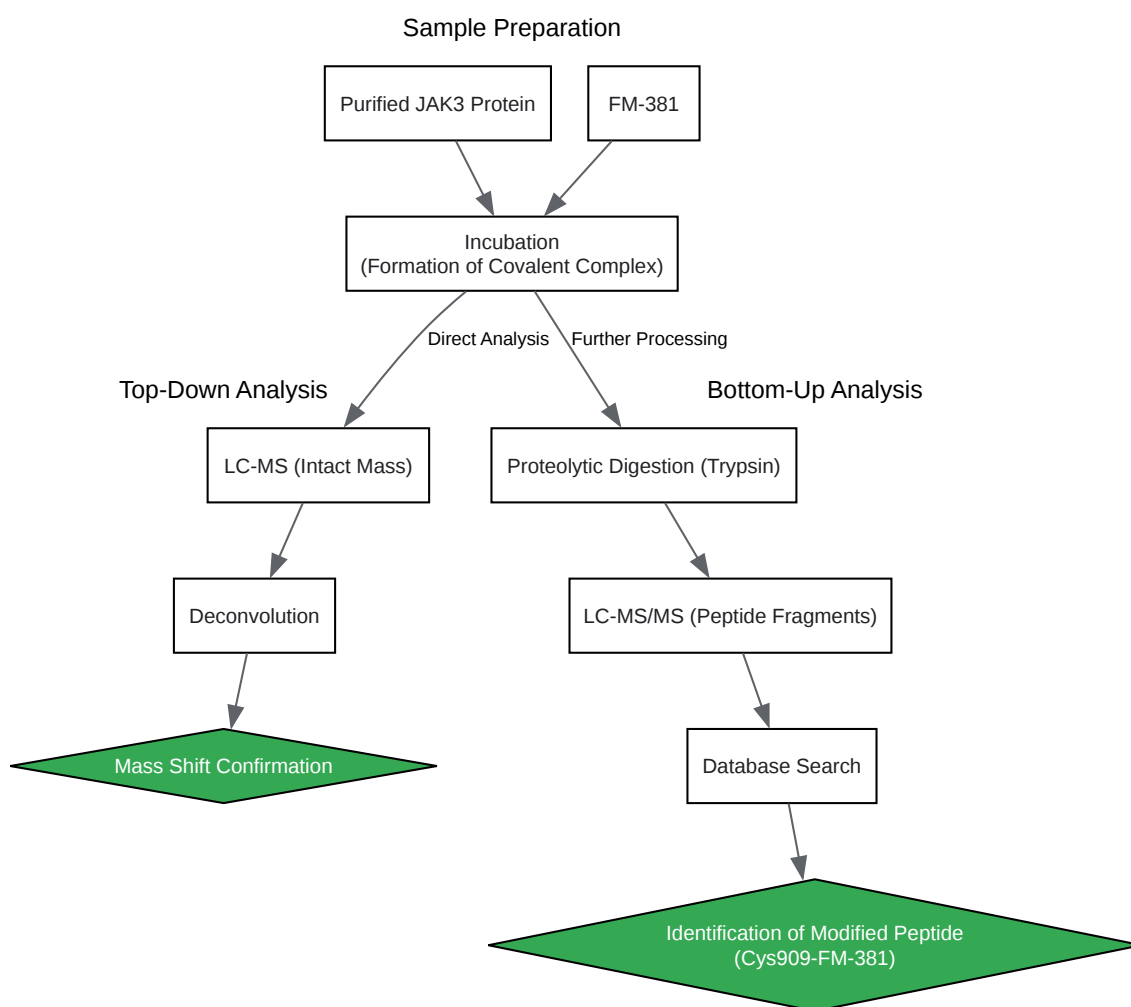 Sample Preparation
Purified JAK3 Protein
FM-381
Incubation
(Formation of Covalent Complex)
Direct Analysis
Further Processing
Top-Down Analysis
Bottom-Up Analysis
LC-MS (Intact Mass)
Proteolytic Digestion (Trypsin)
Deconvolution
LC-MS/MS (Peptide Fragments)
Mass Shift Confirmation
Database Search
Identification of Modified Peptide
(Cys909-FM-381)